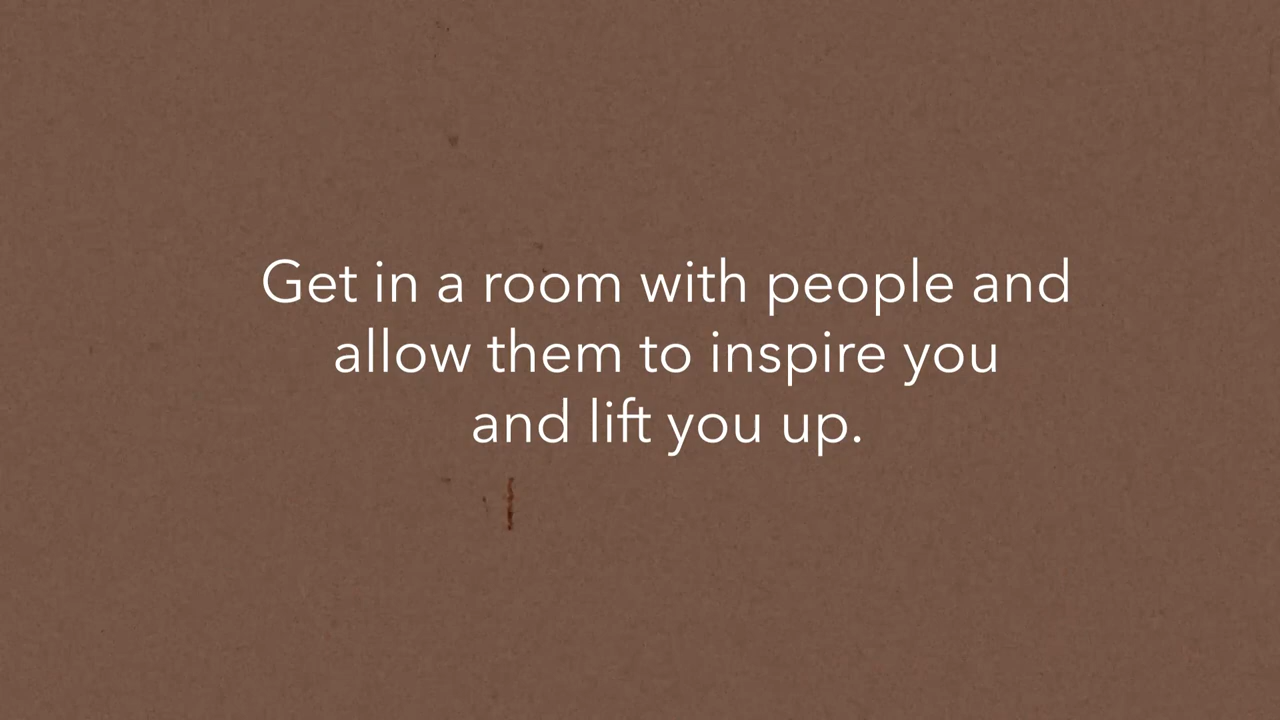 Get in a room with people and
allow them to inspire you
and lift you up.